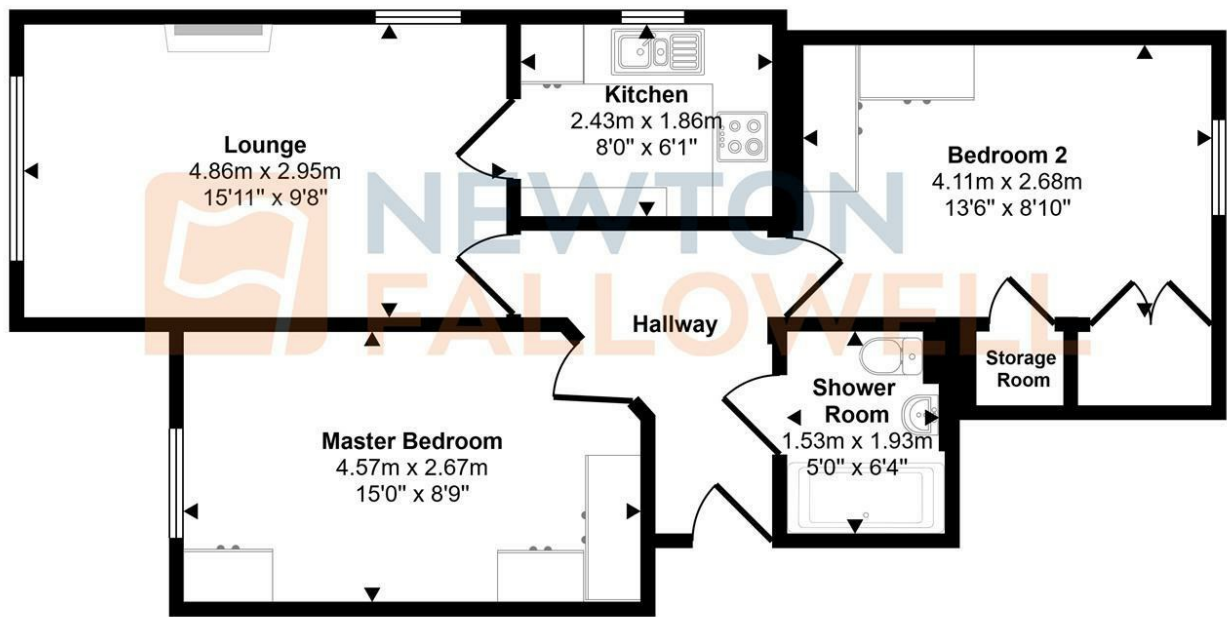 Lounge
4.86m x 2.95m
15'11" x 9'8"
Kitchen
2.43m x 1.86m
8'0" x 6'1"
Bedroom 2
4.11m x 2.68m
13'6" x 8'10"
NEWTON
FALLOWELL
Hallway
Storage
Room
Shower
Room
1.53m x 1.93m
5'0" x 6'4"
Master Bedroom
4.57m x 2.67m
15'0" x 8'9"